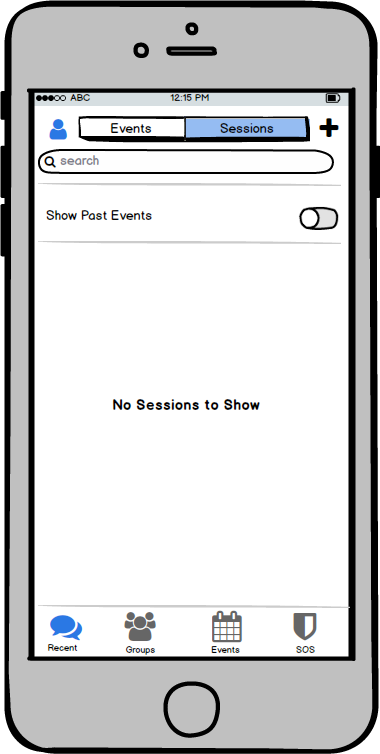 ABC 12:15 PM
Events Sessions
search
Show Past Events
No Sessions to Show
Recent Groups Events SOS